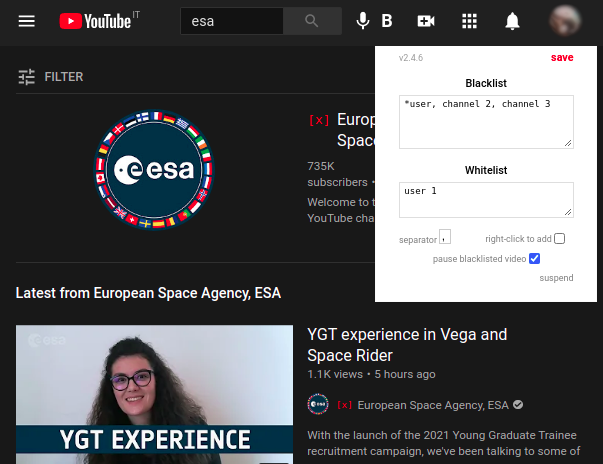 YouTube IT
esa
B
v2.4.6
save
FILTER
Blacklist
*user, channel 2, channel 3
Whitelist
user 1
separator ,
right-click to add
pause blacklisted video
suspend
esa
[x] Europ
Space
735K
subscribers •
Welcome to t
YouTube cha
Latest from European Space Agency, ESA
esa
YGT EXPERIENCE
YGT experience in Vega and
Space Rider
1.1K views • 5 hours ago
esa
[x] European Space Agency, ESA
With the launch of the 2021 Young Graduate Trainee
recruitment campaign, we've been talking to some of